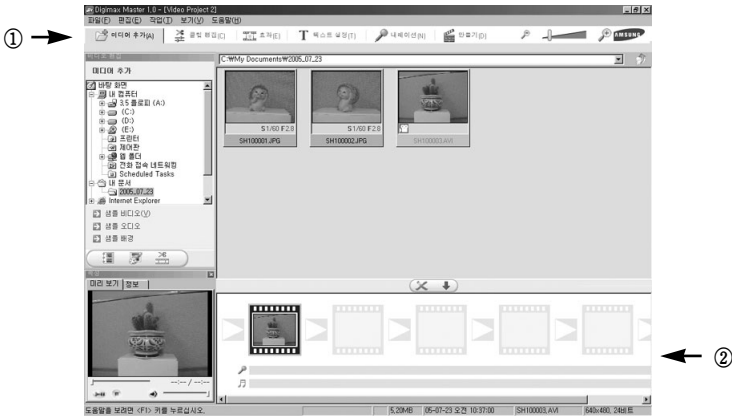 Digimax Master 1,0 - [Video Project 2]
파일(F) 편집(E) 작업(T) 보기(V) 도움말(H)
① 미디어 추가(A) 클립 편집(C) 효과(E) 텍스트 설정(T) 내레이션(N) 만들기(D) SAMSUNG
C:₩My Documents₩2005_07_23
미디어 추가
바탕 화면
내 컴퓨터
3,5 플로피 (A:)
(C:)
(D:)
(E:)
프린터
제어판
웹 폴더
전화 접속 네트워킹
Scheduled Tasks
내 문서
2005_07_23
Internet Explorer
S1/60 F2.8
S1/60 F2.8
SH100001.JPG
SH100002.JPG
SH100003.AVI
샘플 비디오(V)
샘플 오디오
샘플 배경
미리 보기 정보
--:-- / --:--
②
도움말을 보려면 <F1> 키를 누르십시오.
5,20MB 05-07-23 오전 10:37:00 SH100003,AVI 640x480, 24비트